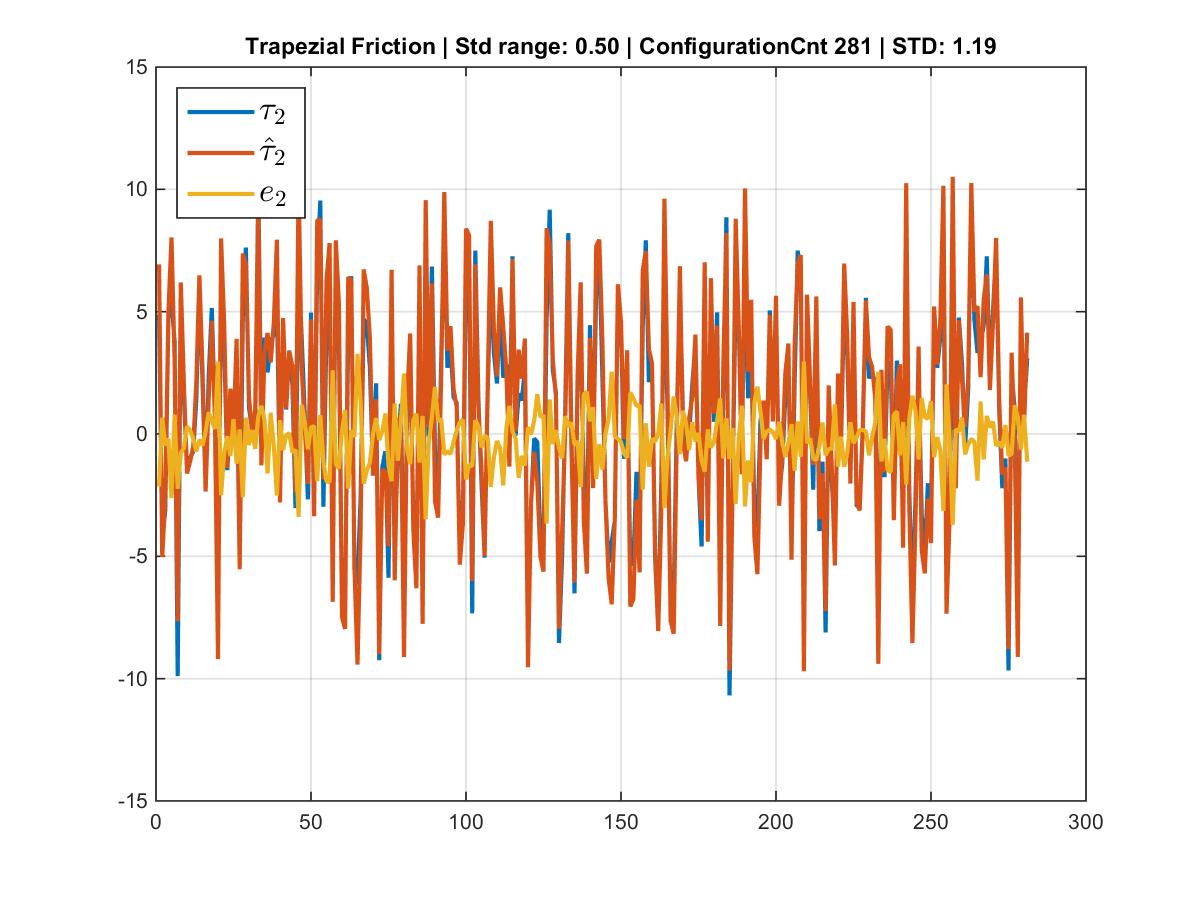 Trapezial Friction | Std range: 0.50 | ConfigurationCnt 281 | STD: 1.19
15
10
5
0
-5
-10
-15
τ₂
τ̂₂
e₂
0 50 100 150 200 250 300